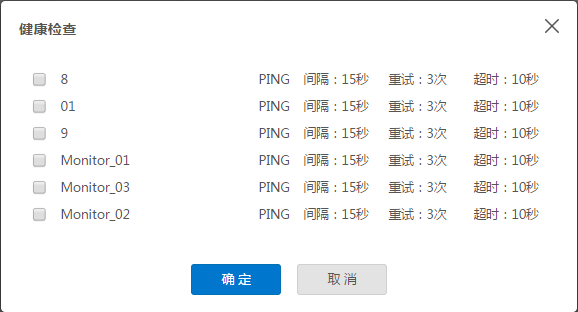 健康检查
8 PING 间隔：15秒 重试：3次 超时：10秒
01 PING 间隔：15秒 重试：3次 超时：10秒
9 PING 间隔：15秒 重试：3次 超时：10秒
Monitor_01 PING 间隔：15秒 重试：3次 超时：10秒
Monitor_03 PING 间隔：15秒 重试：3次 超时：10秒
Monitor_02 PING 间隔：15秒 重试：3次 超时：10秒
确定 取消